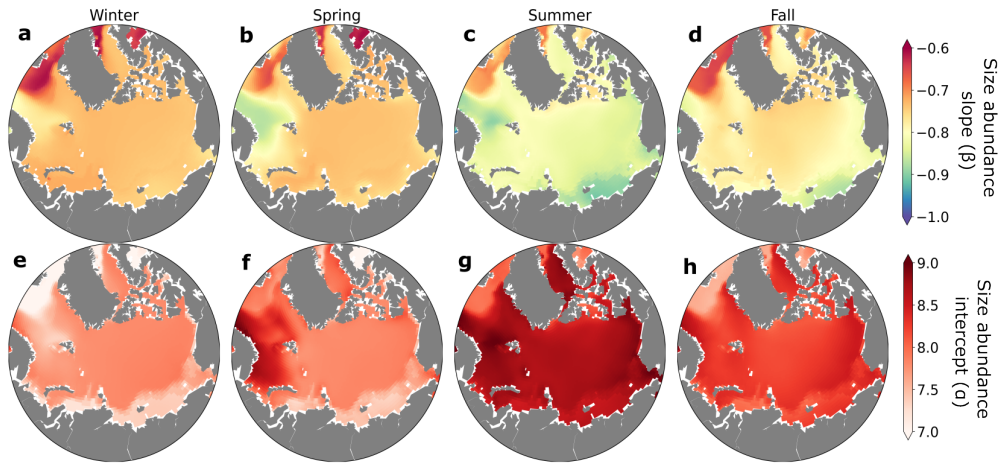 Winter
Spring
Summer
Fall
a
b
c
d
−0.6
−0.7
−0.8
−0.9
−1.0
Size abundance
slope (β)
e
f
g
h
9.0
8.5
8.0
7.5
7.0
Size abundance
intercept (α)